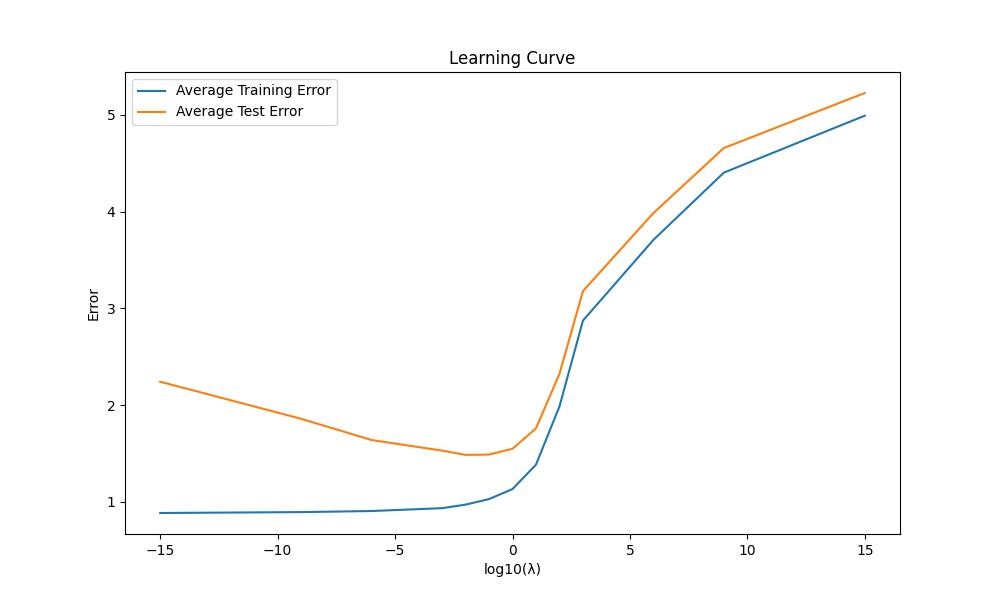 Learning Curve
Average Training Error
Average Test Error
Error
5
4
3
2
1
−15 −10 −5 0 5 10 15
log10(λ)